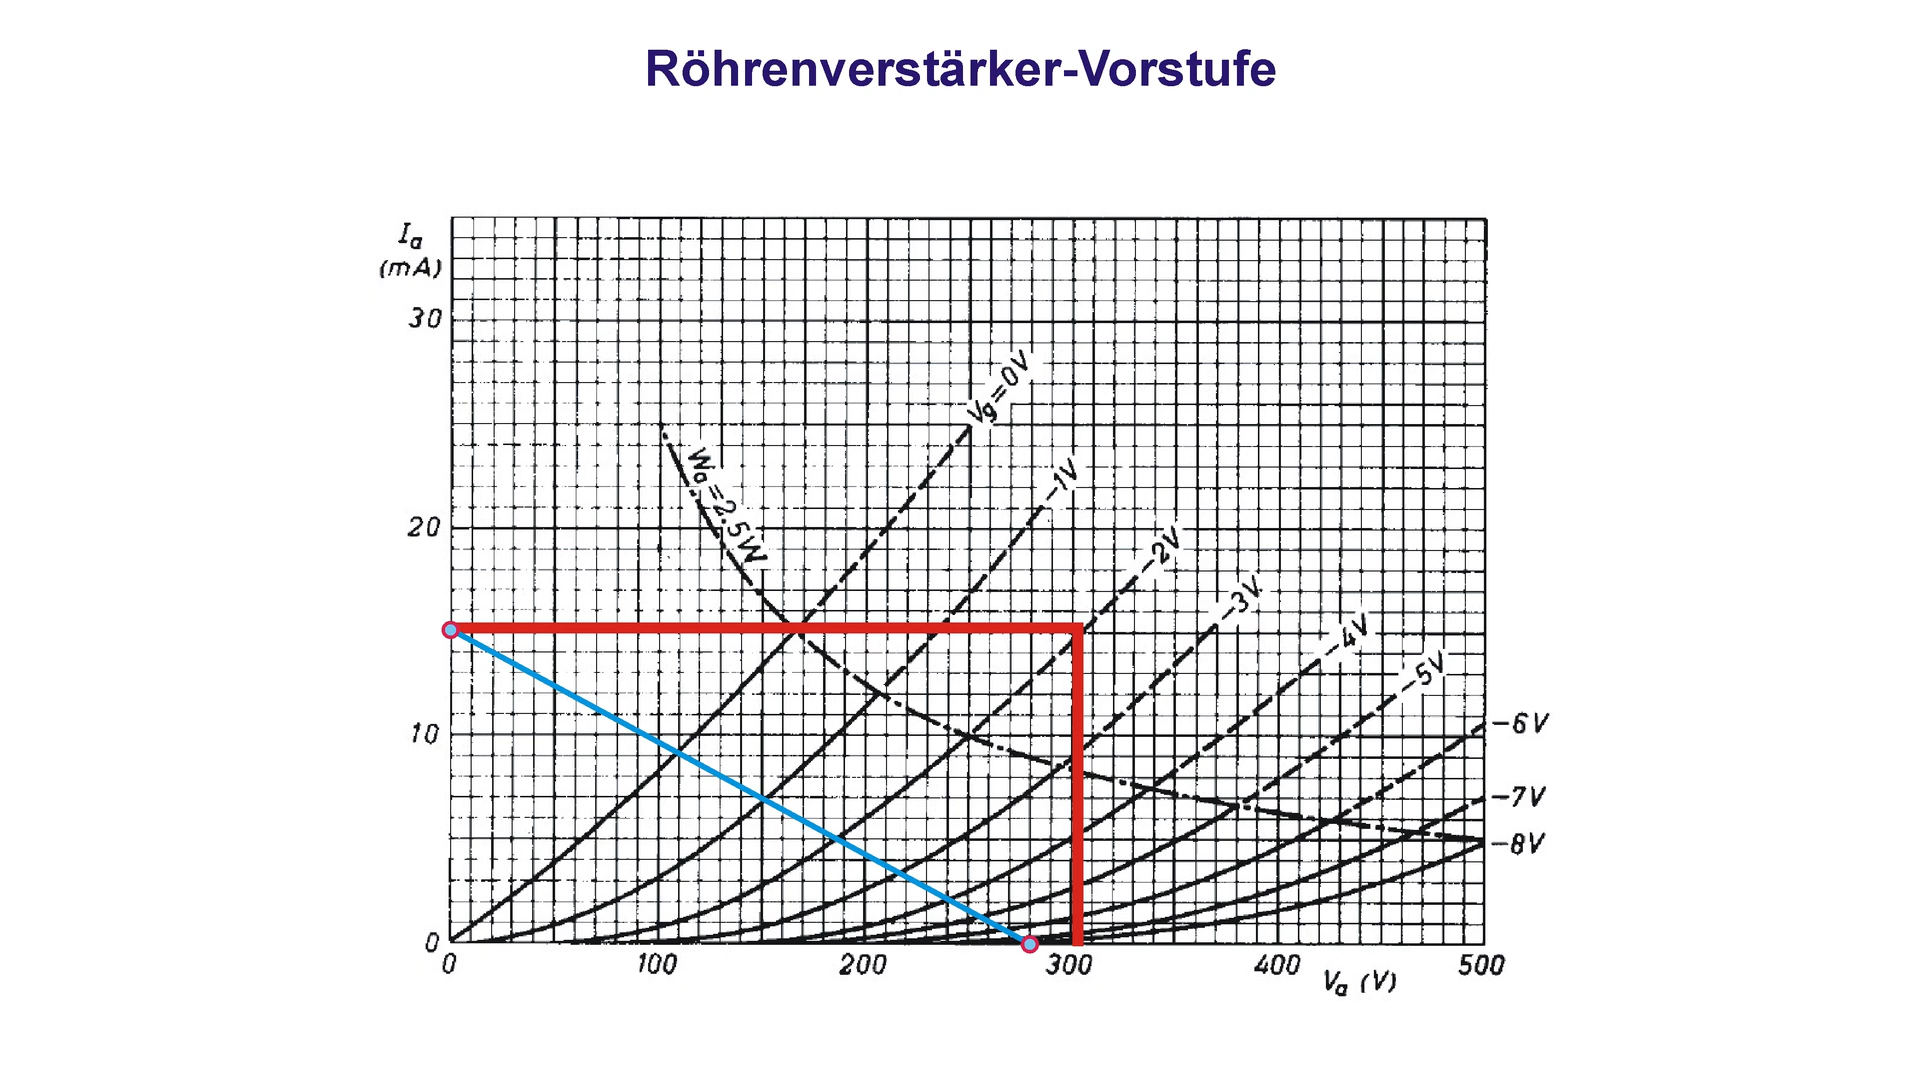 Röhrenverstärker-Vorstufe
Ia
(mA)
30
20
10
0
Wa=2.5W
Vg=0V
-1V
-2V
-3V
-4V
-5V
-6V
-7V
-8V
0 100 200 300 400 500
Va (V)